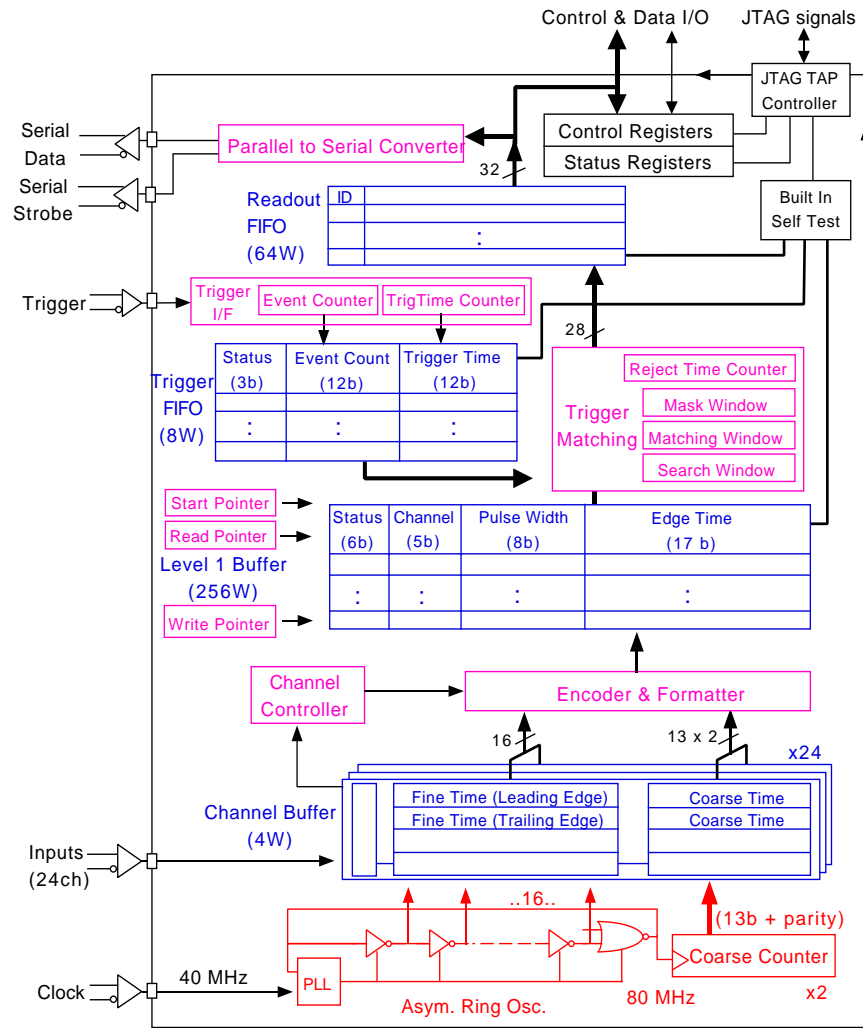 Control & Data I/O
JTAG signals
JTAG TAP
Controller
Serial
Data
Parallel to Serial Converter
Control Registers
Status Registers
Serial
Strobe
32
Readout
FIFO
(64W)
ID
:
Built In
Self Test
Trigger
Trigger
I/F
Event Counter
TrigTime Counter
28
Trigger
FIFO
(8W)
Status
(3b)
Event Count
(12b)
Trigger Time
(12b)
:
:
:
Trigger
Matching
Reject Time Counter
Mask Window
Matching Window
Search Window
Start Pointer
Read Pointer
Level 1 Buffer
(256W)
Write Pointer
Status
(6b)
Channel
(5b)
Pulse Width
(8b)
Edge Time
(17 b)
:
:
:
:
Channel
Controller
Encoder & Formatter
16
13 x 2
x24
Channel Buffer
(4W)
Fine Time (Leading Edge)
Fine Time (Trailing Edge)
Coarse Time
Coarse Time
Inputs
(24ch)
..16..
(13b + parity)
Coarse Counter
x2
Clock
40 MHz
PLL
Asym. Ring Osc.
80 MHz